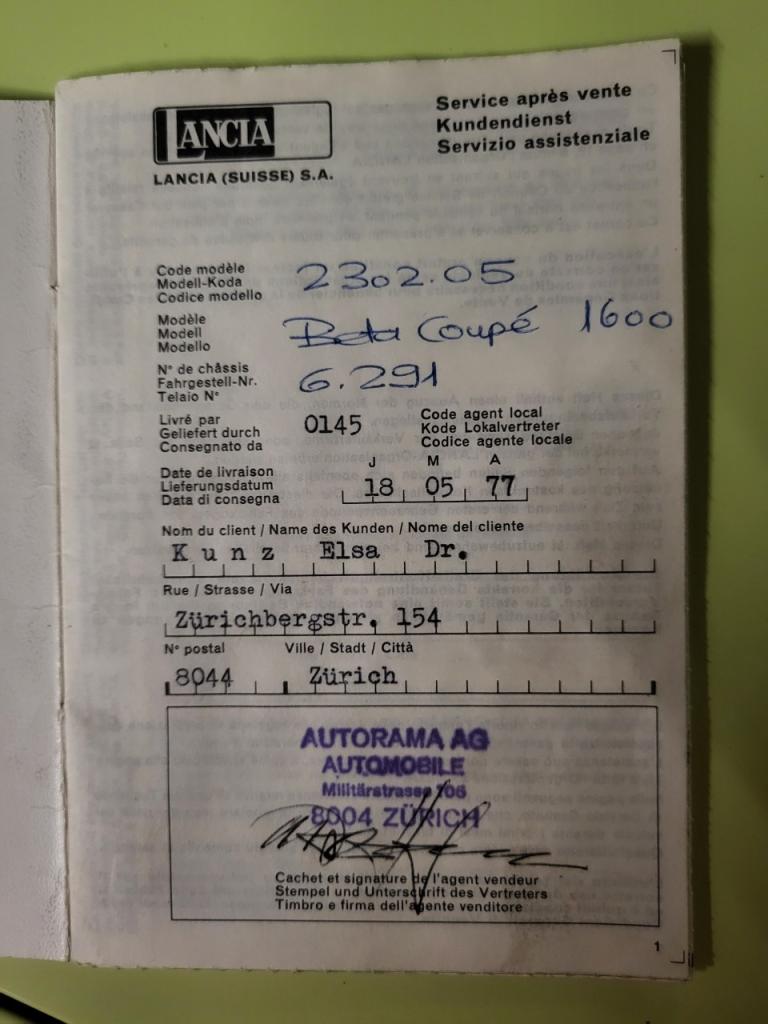 LANCIA
LANCIA (SUISSE) S.A.
Service après vente
Kundendienst
Servizio assistenziale
Code modèle
Modell-Koda
Codice modello
2302.05
Modèle
Modell
Modello
Beta Coupé 1600
N° de châssis
Fahrgestell-Nr.
Telaio N°
6.291
Livré par
Geliefert durch
Consegnato da
0145
Code agent local
Kode Lokalvertreter
Codice agente locale
Date de livraison
Lieferungsdatum
Data di consegna
J M A
18 05 77
Nom du client / Name des Kunden / Nome del cliente
Kunz Elsa Dr.
Rue / Strasse / Via
Zürichbergstr. 154
N° postal Ville / Stadt / Città
8044 Zürich
AUTORAMA AG
AUTOMOBILE
Militärstrasse 106
8004 ZÜRICH
Cachet et signature de l'agent vendeur
Stempel und Unterschrift des Vertreters
Timbro e firma dell'agente venditore
1